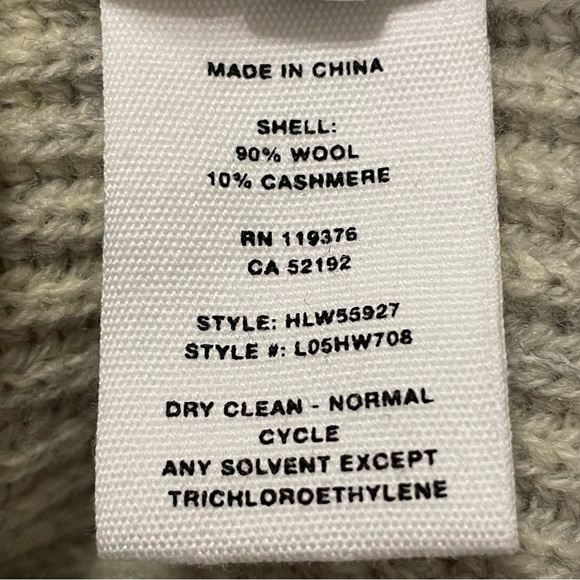 MADE IN CHINA
SHELL:
90% WOOL
10% CASHMERE
RN 119376
CA 52192
STYLE: HLW55927
STYLE #: L05HW708
DRY CLEAN - NORMAL
CYCLE
ANY SOLVENT EXCEPT
TRICHLOROETHYLENE